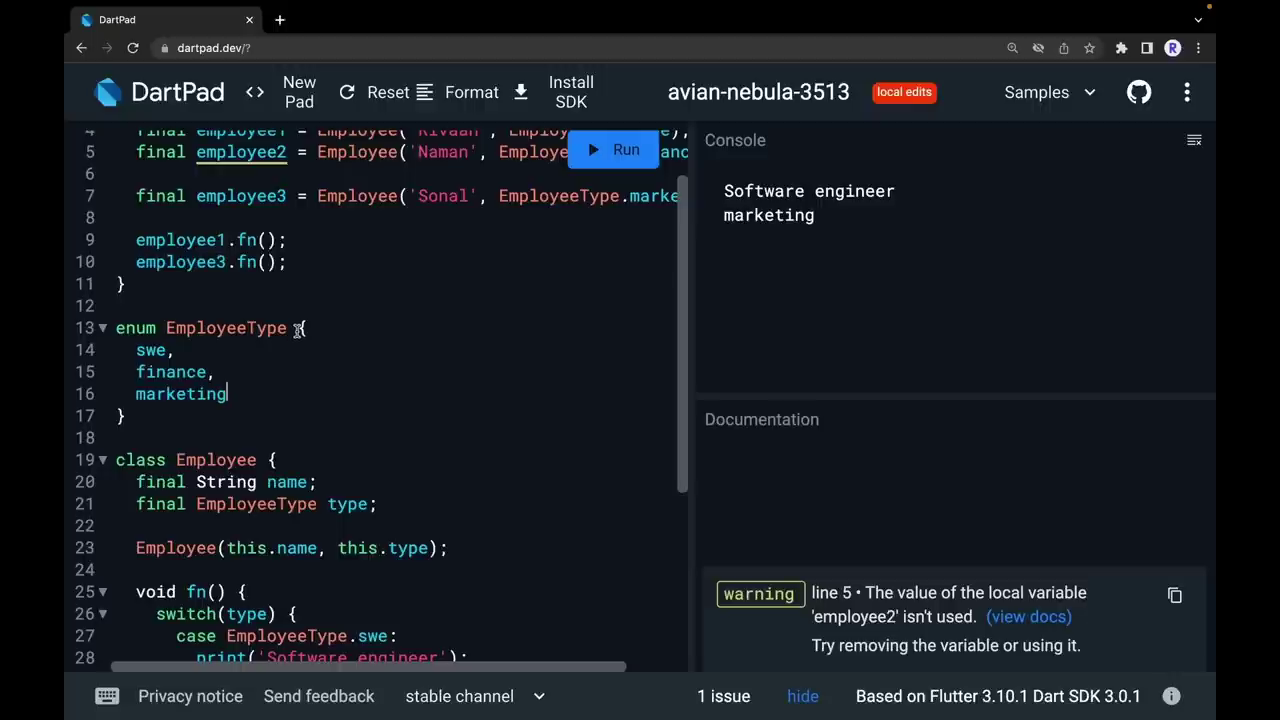 DartPad
dartpad.dev/?
R
DartPad
New Pad
Reset
Format
Install SDK
avian-nebula-3513
local edits
Samples
4 final employee1 = Employee('Rivaan', Emplo
5 final employee2 = Employee('Naman', Employe
Run
6
7 final employee3 = Employee('Sonal', EmployeeType.marke
8
9 employee1.fn();
10 employee3.fn();
11 }
12
13 enum EmployeeType {
14 swe,
15 finance,
16 marketing
17 }
18
19 class Employee {
20 final String name;
21 final EmployeeType type;
22
23 Employee(this.name, this.type);
24
25 void fn() {
26 switch(type) {
27 case EmployeeType.swe:
28 print('Software engineer');
Console
Software engineer
marketing
Documentation
warning
line 5 • The value of the local variable
'employee2' isn't used. (view docs)
Try removing the variable or using it.
Privacy notice
Send feedback
stable channel
1 issue
hide
Based on Flutter 3.10.1 Dart SDK 3.0.1